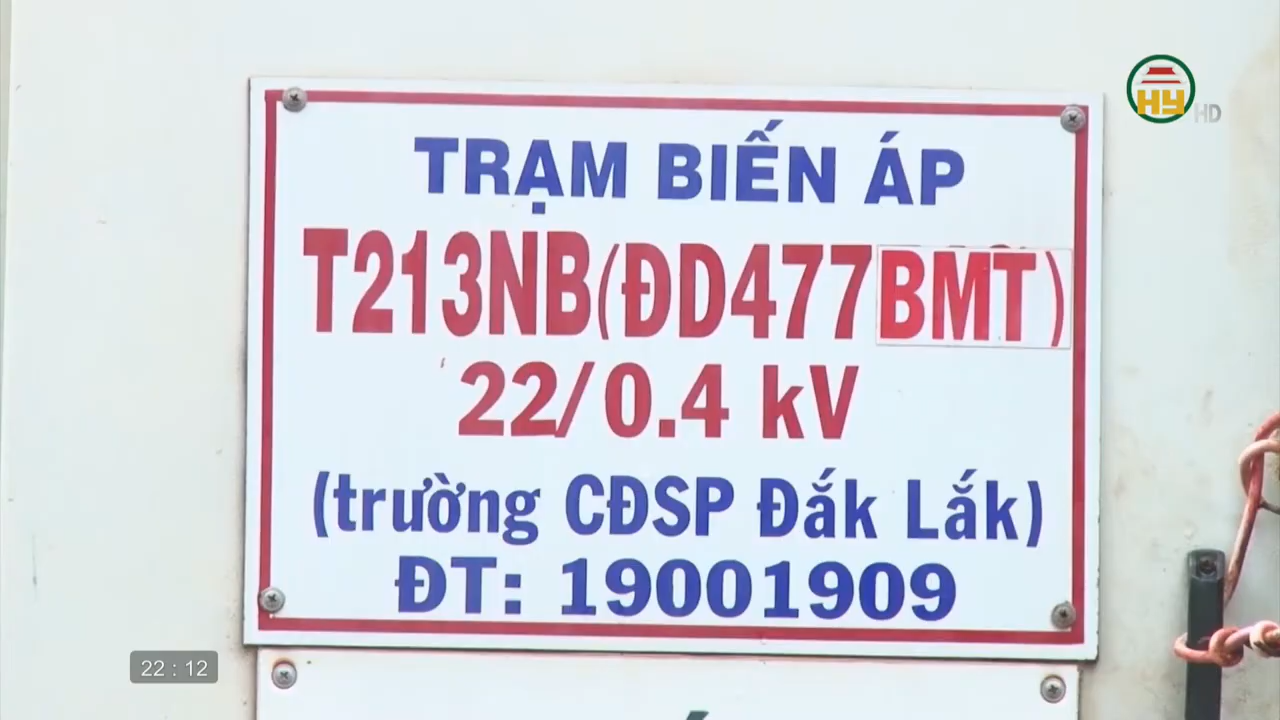 HY HD
TRẠM BIẾN ÁP
T213NB(ĐD477BMT)
22/0.4 kV
(trường CĐSP Đắk Lắk)
ĐT: 19001909
22 : 12